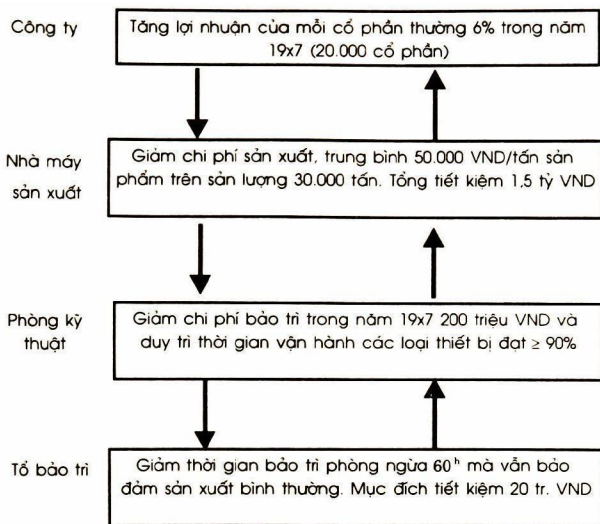 Công ty
Tăng lợi nhuận của mỗi cổ phần thường 6% trong năm
19x7 (20.000 cổ phần)
Nhà máy
sản xuất
Giảm chi phí sản xuất, trung bình 50.000 VND/tấn sản
phẩm trên sản lượng 30.000 tấn. Tổng tiết kiệm 1,5 tỷ VND
Phòng kỹ
thuật
Giảm chi phí bảo trì trong năm 19x7 200 triệu VND và
duy trì thời gian vận hành các loại thiết bị đạt ≥ 90%
Tổ bảo trì
Giảm thời gian bảo trì phòng ngừa 60 h mà vẫn bảo
đảm sản xuất bình thường. Mục đích tiết kiệm 20 tr. VND